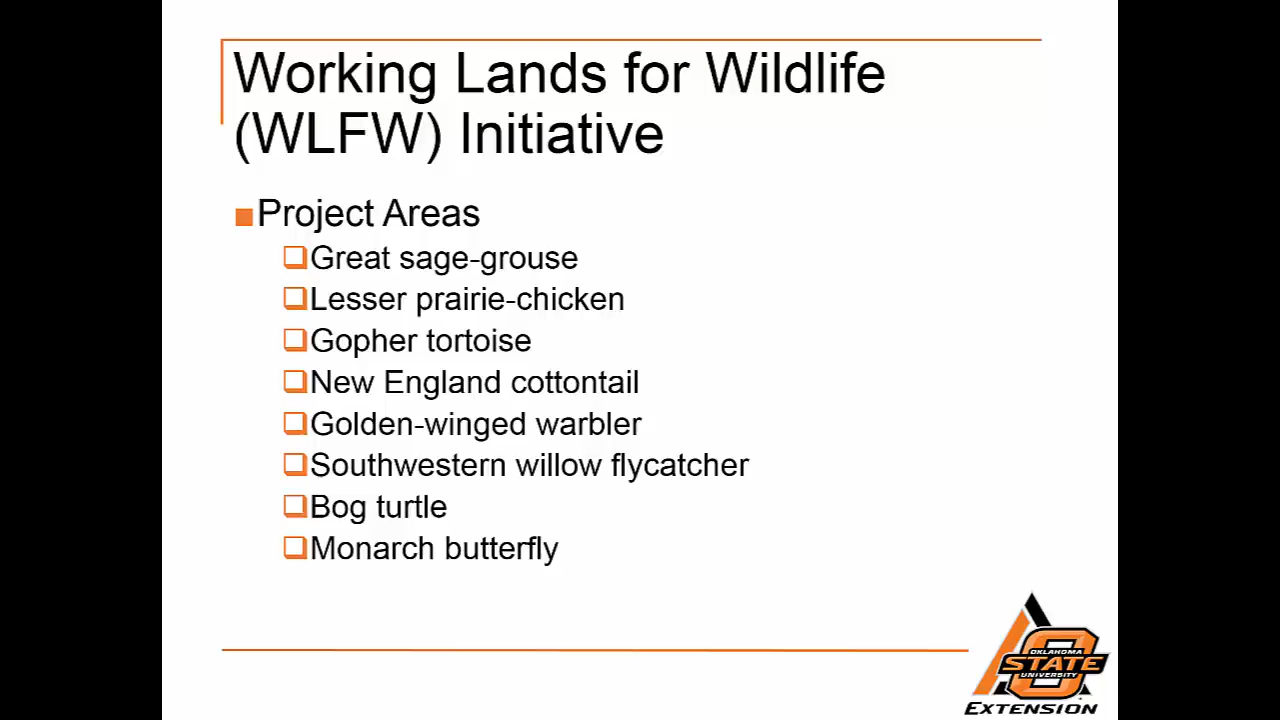 Working Lands for Wildlife
(WLFW) Initiative
Project Areas
Great sage-grouse
Lesser prairie-chicken
Gopher tortoise
New England cottontail
Golden-winged warbler
Southwestern willow flycatcher
Bog turtle
Monarch butterfly
OKLAHOMA
STATE
UNIVERSITY
EXTENSION